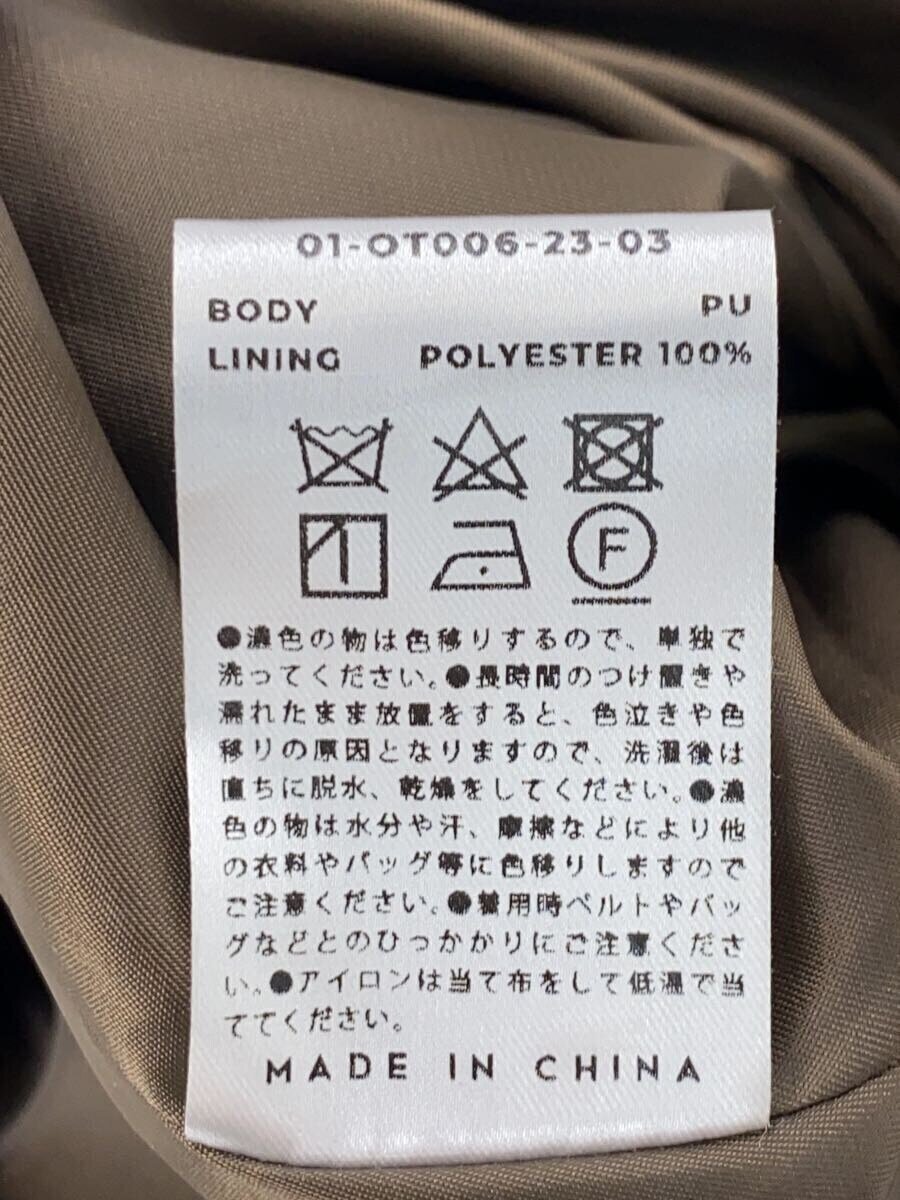 01-OT006-23-03
BODY PU
LINING POLYESTER 100%
F
●濃色の物は色移りするので、単独で
洗ってください。●長時間のつけ置きや
濡れたまま放置をすると、色泣きや色
移りの原因となりますので、洗濯後は
直ちに脱水、乾燥をしてください。●濃
色の物は水分や汗、摩擦などにより他
の衣料やバッグ等に色移りしますので
ご注意ください。●着用時ベルトやバッ
グなどとのひっかかりにご注意くださ
い。●アイロンは当て布をして低温で当
ててください。
MADE IN CHINA